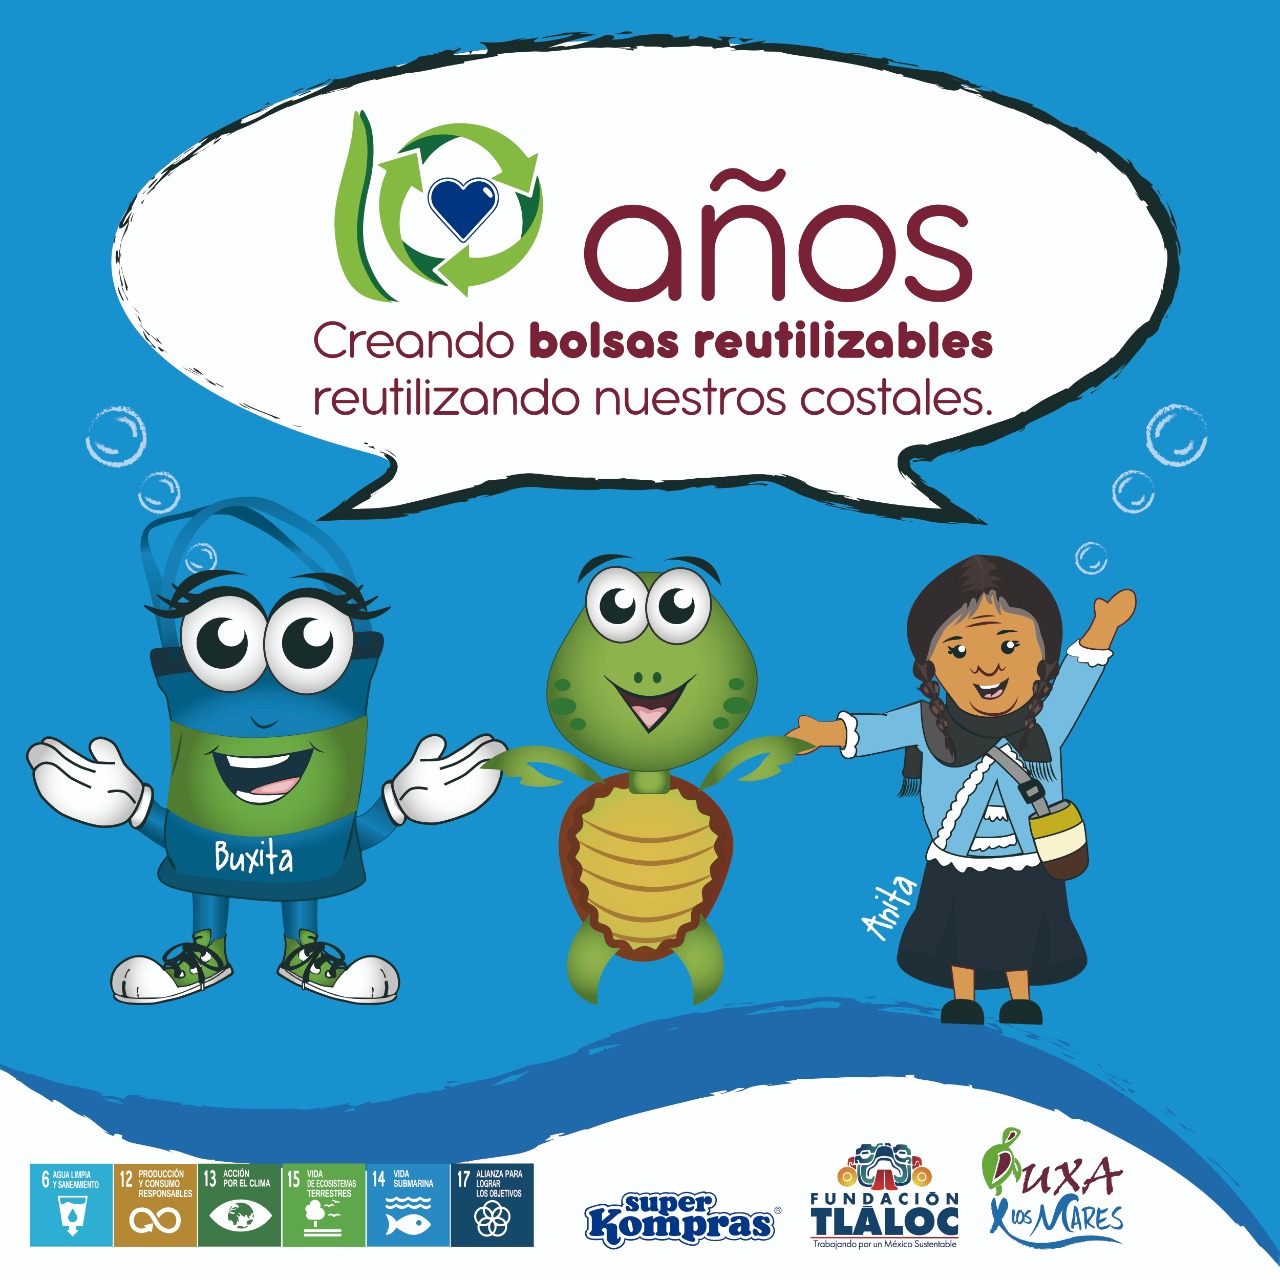 10 años
Creando bolsas reutilizables
reutilizando nuestros costales.
Buxita
Anita
6 AGUA LIMPIA
Y SANEAMIENTO
12 PRODUCCIÓN
Y CONSUMO
RESPONSABLES
13 ACCIÓN
POR EL CLIMA
15 VIDA
DE ECOSISTEMAS
TERRESTRES
14 VIDA
SUBMARINA
17 ALIANZA PARA
LOGRAR
LOS OBJETIVOS
super
Kompras®
FUNDACIÓN
TLÁLOC
Trabajando por un México Sustentable
BUXA
X los MARES